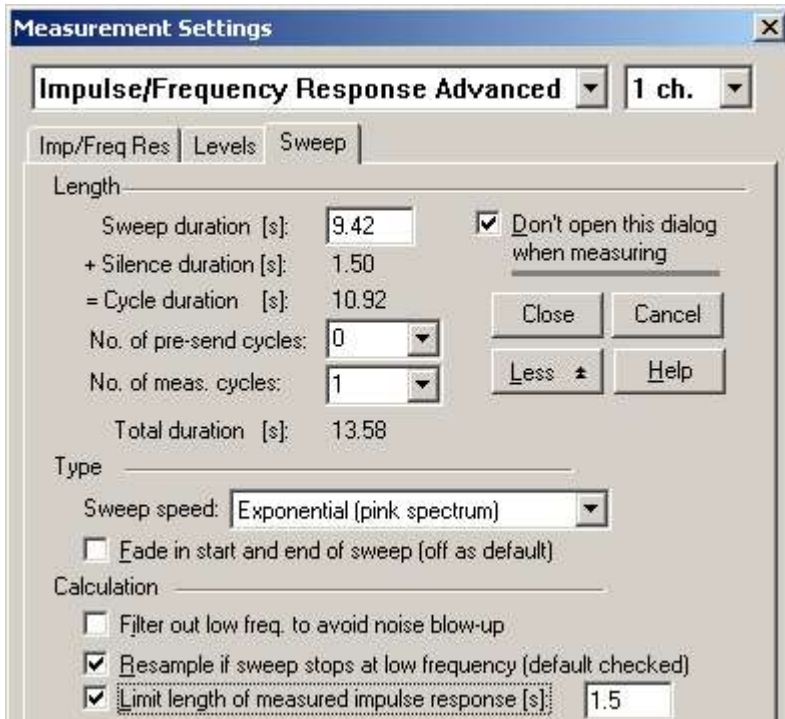 Measurement Settings
Impulse/Frequency Response Advanced 1 ch.
Imp/Freq Res Levels Sweep
Length
Sweep duration [s]: 9.42
Don't open this dialog
when measuring
+ Silence duration [s]: 1.50
= Cycle duration [s]: 10.92
Close Cancel
No. of pre-send cycles: 0
No. of meas. cycles: 1
Less Help
Total duration [s]: 13.58
Type
Sweep speed: Exponential (pink spectrum)
Fade in start and end of sweep (off as default)
Calculation
Filter out low freq. to avoid noise blow-up
Resample if sweep stops at low frequency (default checked)
Limit length of measured impulse response [s]: 1.5